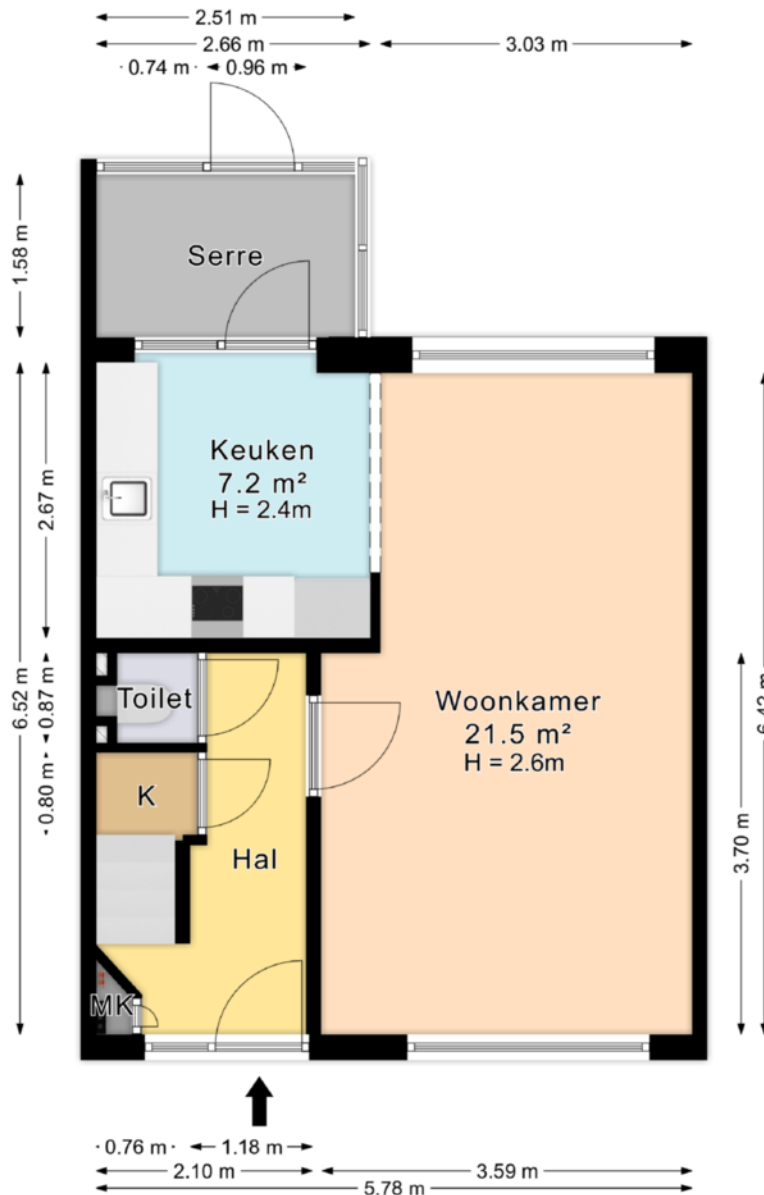 2.51 m
2.66 m
3.03 m
0.74 m
0.96 m
1.58 m
Serre
Keuken
7.2 m²
H = 2.4m
2.67 m
6.52 m
0.87 m
0.80 m
Toilet
K
Hal
MK
Woonkamer
21.5 m²
H = 2.6m
6.42 m
3.70 m
0.76 m
1.18 m
2.10 m
3.59 m
5.78 m